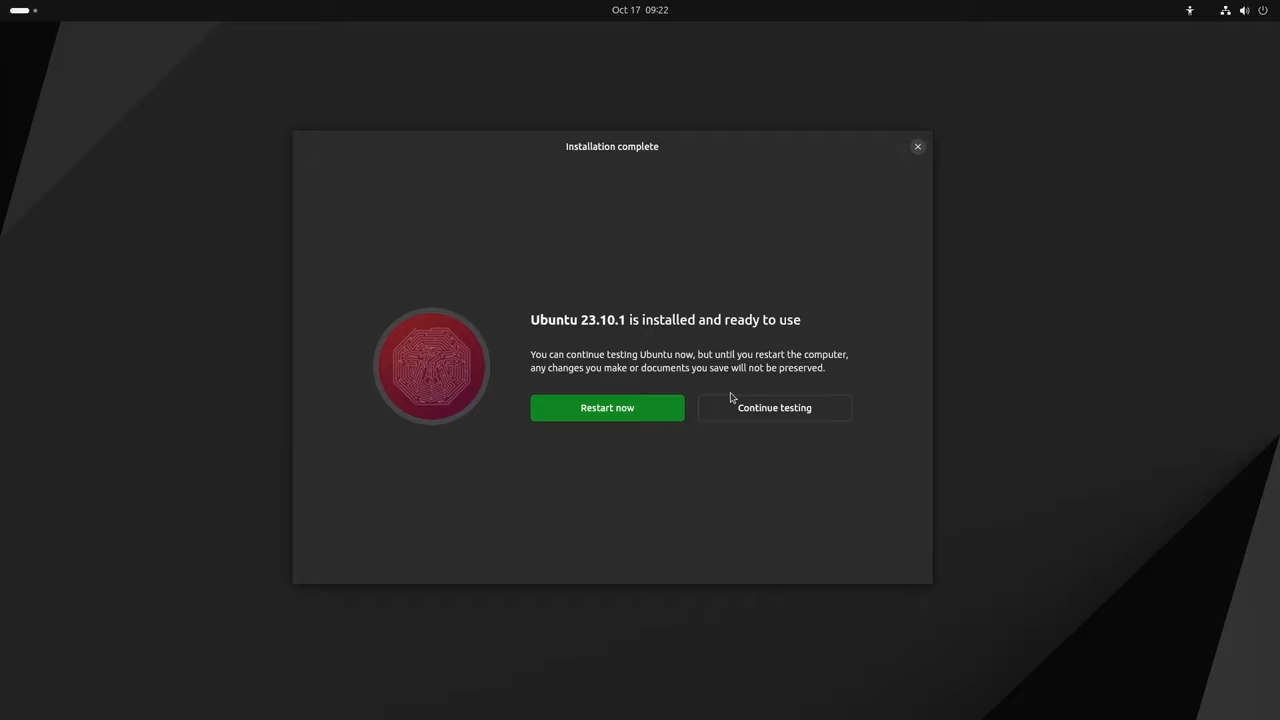 Oct 17 09:22
Installation complete
Ubuntu 23.10.1 is installed and ready to use
You can continue testing Ubuntu now, but until you restart the computer,
any changes you make or documents you save will not be preserved.
Restart now
Continue testing